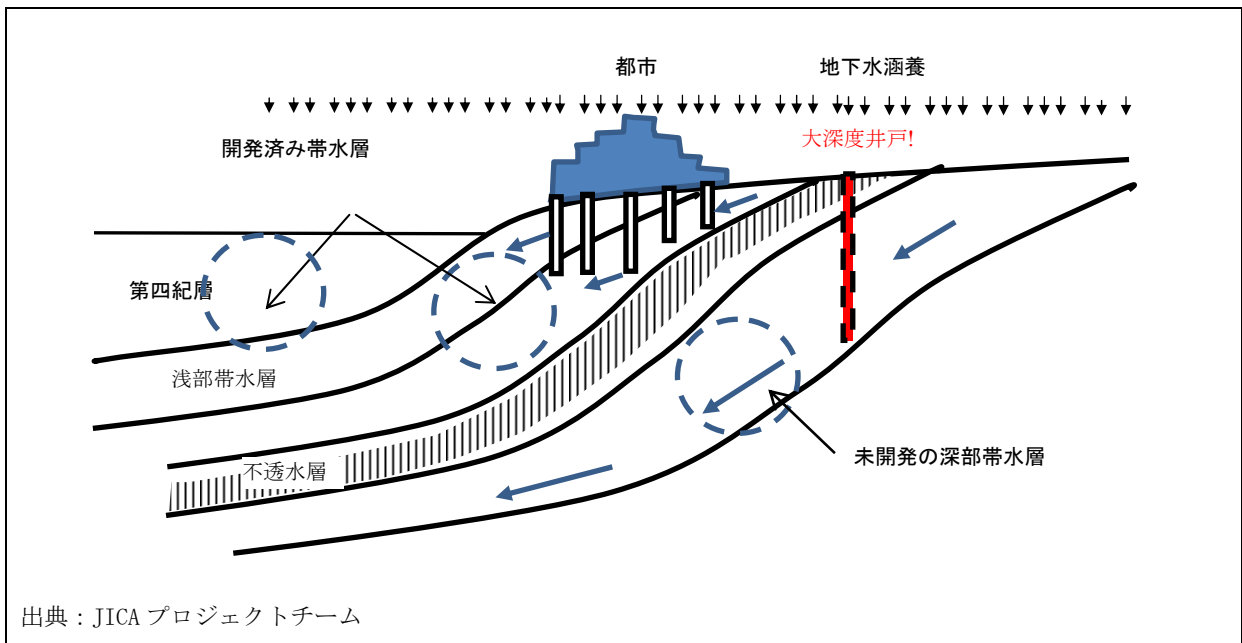 都市
地下水涵養
大深度井戸!
開発済み帯水層
第四紀層
浅部帯水層
未開発の深部帯水層
不透水層
出典：JICA プロジェクトチーム